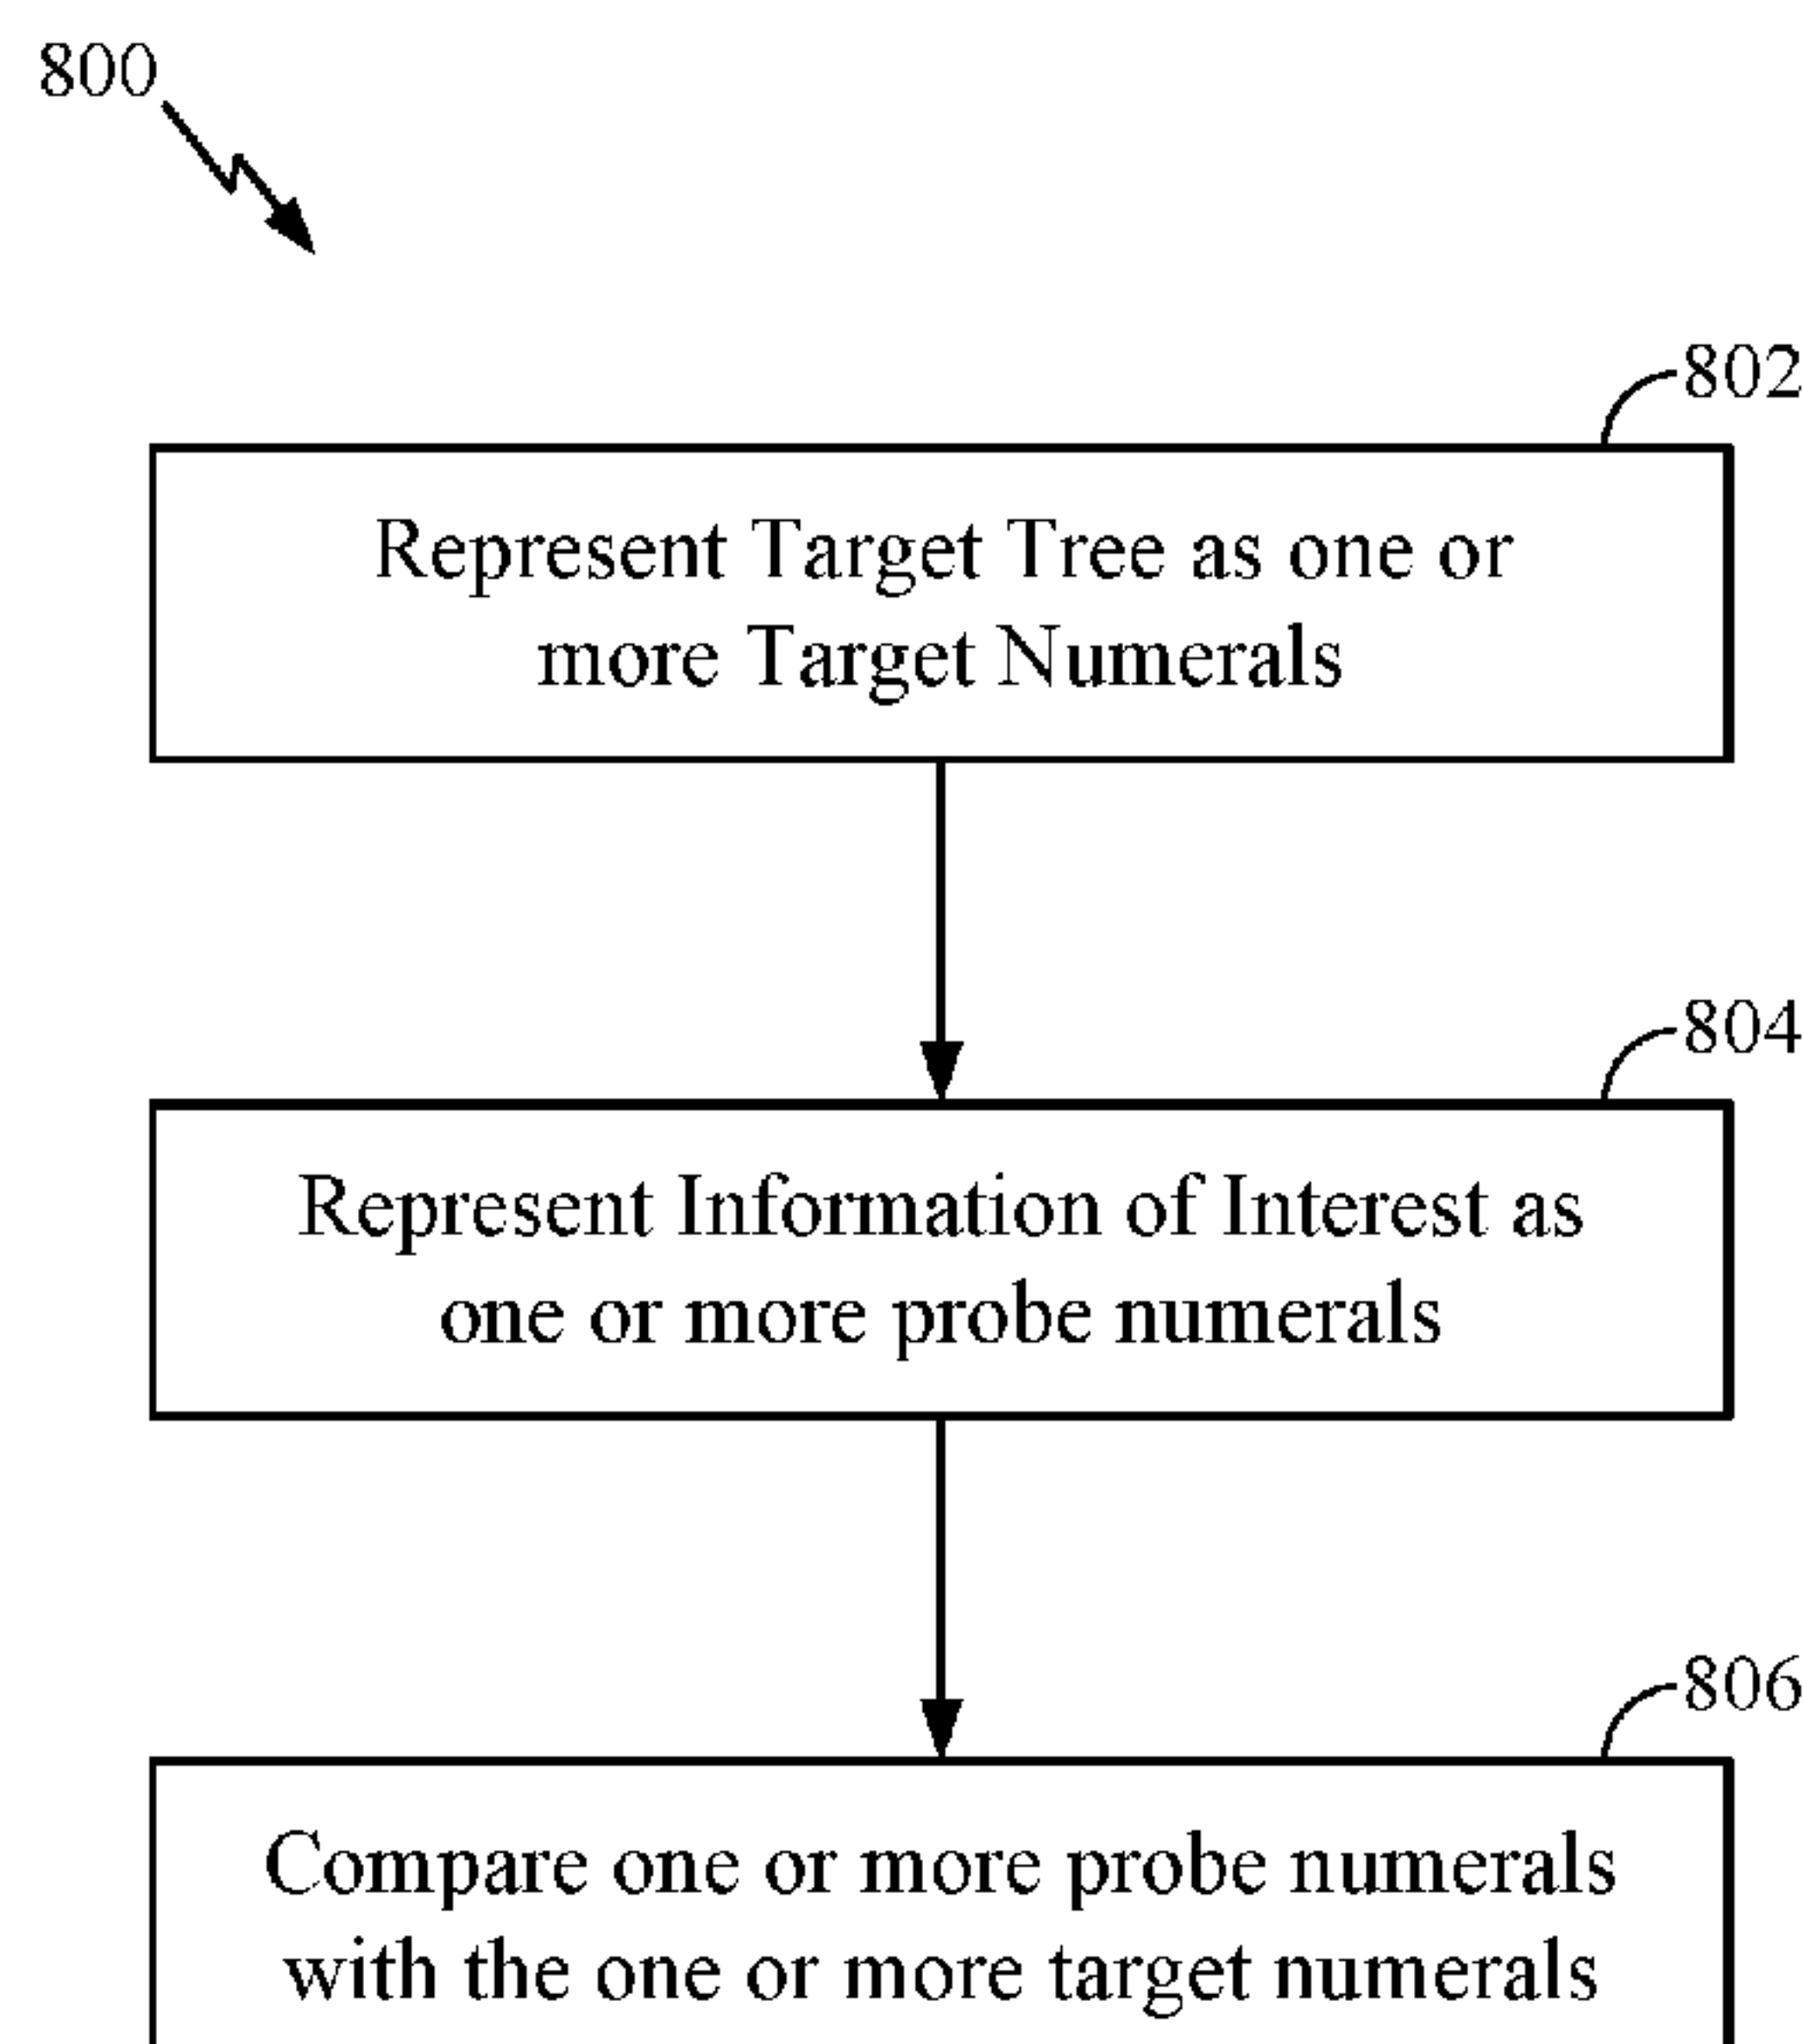 800
802
Represent Target Tree as one or
more Target Numerals
804
Represent Information of Interest as
one or more probe numerals
806
Compare one or more probe numerals
with the one or more target numerals